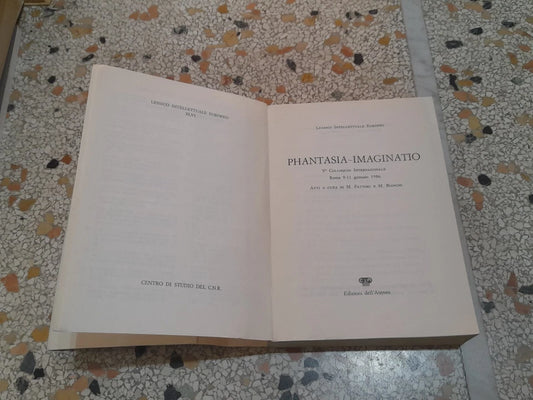 LESSICO INTELLETTUALE EUROPEO
XLVI
CENTRO DI STUDIO DEL C.N.R.
LESSICO INTELLETTUALE EUROPEO
PHANTASIA–IMAGINATIO
V° COLLOQUIO INTERNAZIONALE
ROMA 9-11 gennaio 1986
ATTI A CURA DI M. FATTORI E M. BIANCHI
Edizioni dell'Ateneo